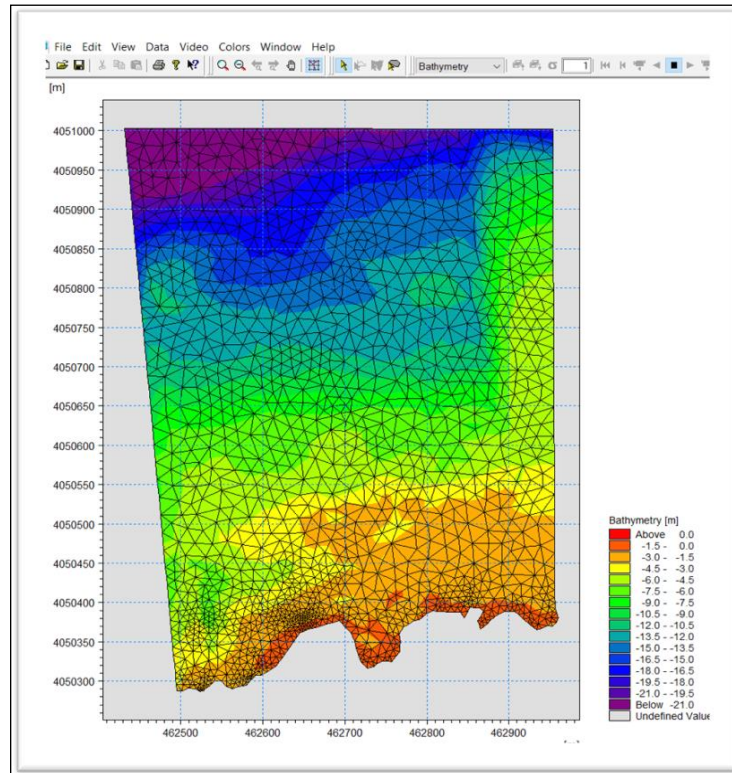 File Edit View Data Video Colors Window Help
Bathymetry 1
[m]
4051000
4050950
4050900
4050850
4050800
4050750
4050700
4050650
4050600
4050550
4050500
4050450
4050400
4050350
4050300
462500 462600 462700 462800 462900
Bathymetry [m]
Above 0.0
-1.5 - 0.0
-3.0 - -1.5
-4.5 - -3.0
-6.0 - -4.5
-7.5 - -6.0
-9.0 - -7.5
-10.5 - -9.0
-12.0 - -10.5
-13.5 - -12.0
-15.0 - -13.5
-16.5 - -15.0
-18.0 - -16.5
-19.5 - -18.0
-21.0 - -19.5
Below -21.0
Undefined Value